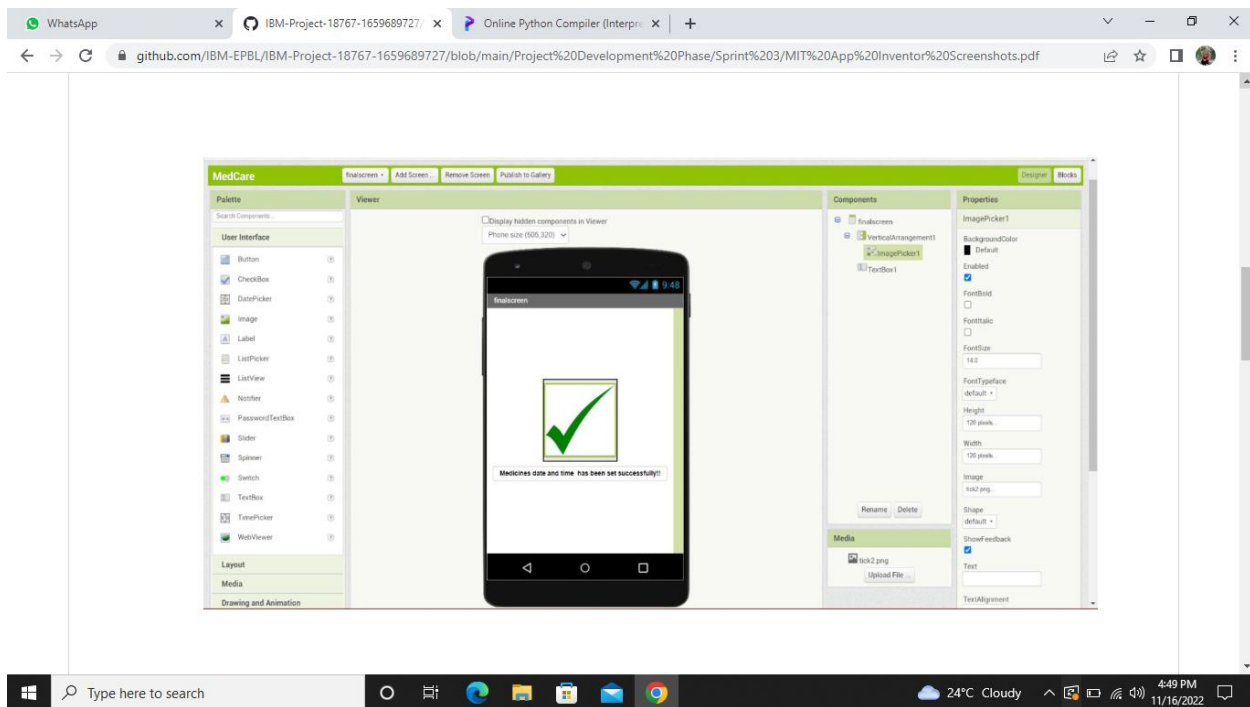 WhatsApp
IBM-Project-18767-1659689727/
Online Python Compiler (Interpre
github.com/IBM-EPBL/IBM-Project-18767-1659689727/blob/main/Project%20Development%20Phase/Sprint%203/MIT%20App%20Inventor%20Screenshots.pdf
MedCare
finalscreen
Add Screen ...
Remove Screen
Publish to Gallery
Designer
Blocks
Palette
Search Components...
User Interface
Button
CheckBox
DatePicker
Image
Label
ListPicker
ListView
Notifier
PasswordTextBox
Slider
Spinner
Switch
TextBox
TimePicker
WebViewer
Layout
Media
Drawing and Animation
Viewer
Display hidden components in Viewer
Phone size (505,320)
9:48
finalscreen
Medicines date and time has been set successfully!!
Components
finalscreen
VerticalArrangement1
ImagePicker1
TextBox1
Rename Delete
Media
tick2.png
Upload File ...
Properties
ImagePicker1
BackgroundColor
Default
Enabled
FontBold
FontItalic
FontSize
14.0
FontTypeface
default
Height
120 pixels...
Width
120 pixels...
Image
tick2.png...
Shape
default
ShowFeedback
Text
TextAlignment
Type here to search
24°C Cloudy
4:49 PM
11/16/2022